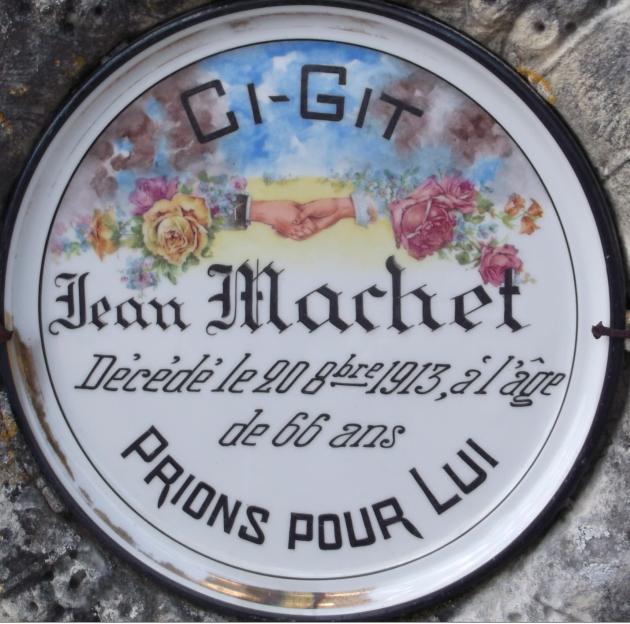 CI-GIT
Jean Machet
Décédé le 20 8bre 1913, à l'âge
de 66 ans
PRIONS POUR LUI